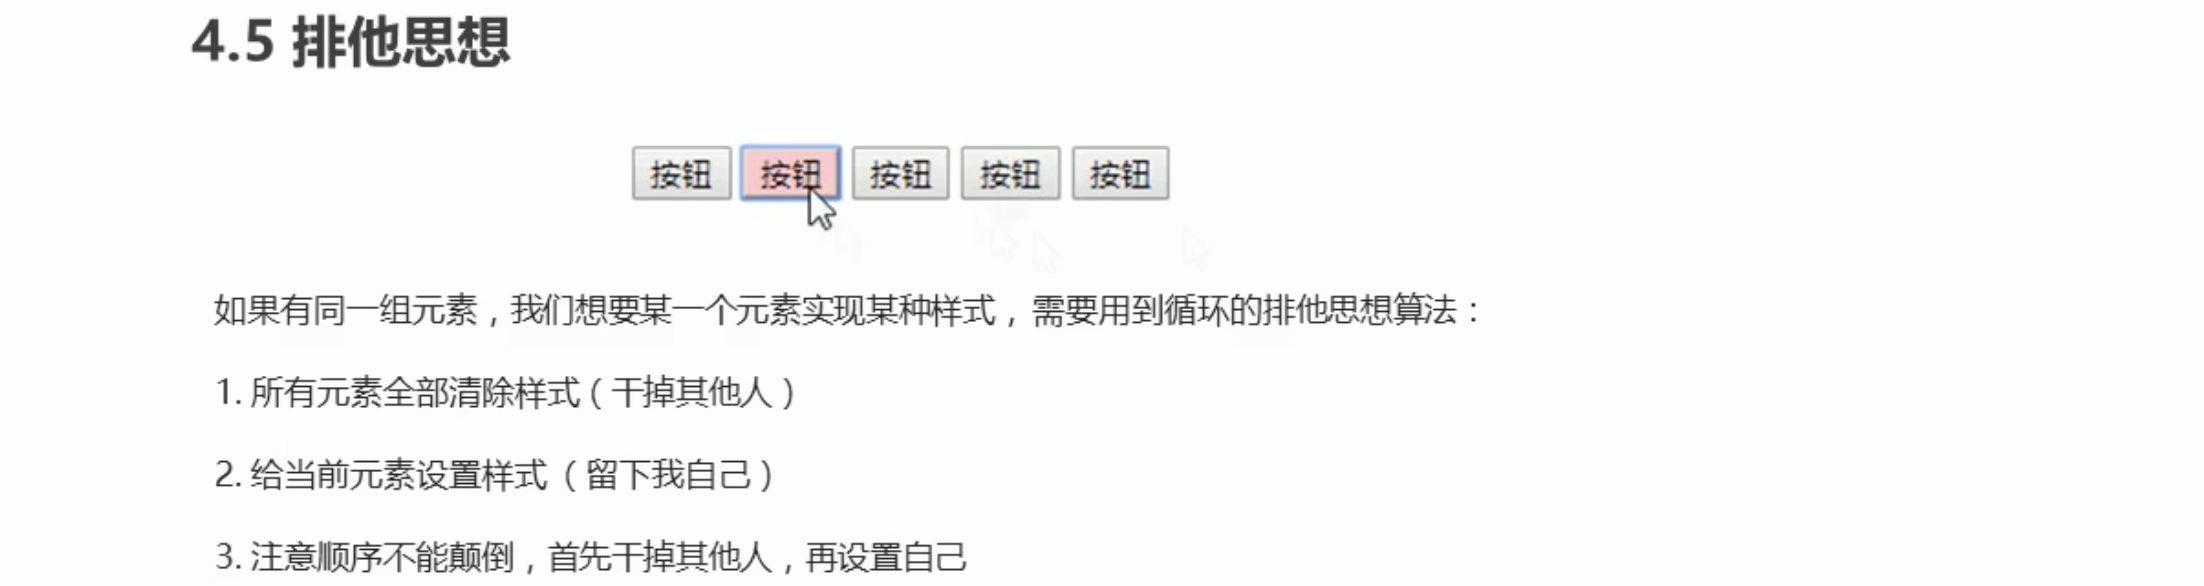 4.5 排他思想
按钮 按钮 按钮 按钮 按钮
如果有同一组元素，我们想要某一个元素实现某种样式，需要用到循环的排他思想算法：
1. 所有元素全部清除样式（干掉其他人）
2. 给当前元素设置样式（留下我自己）
3. 注意顺序不能颠倒，首先干掉其他人，再设置自己